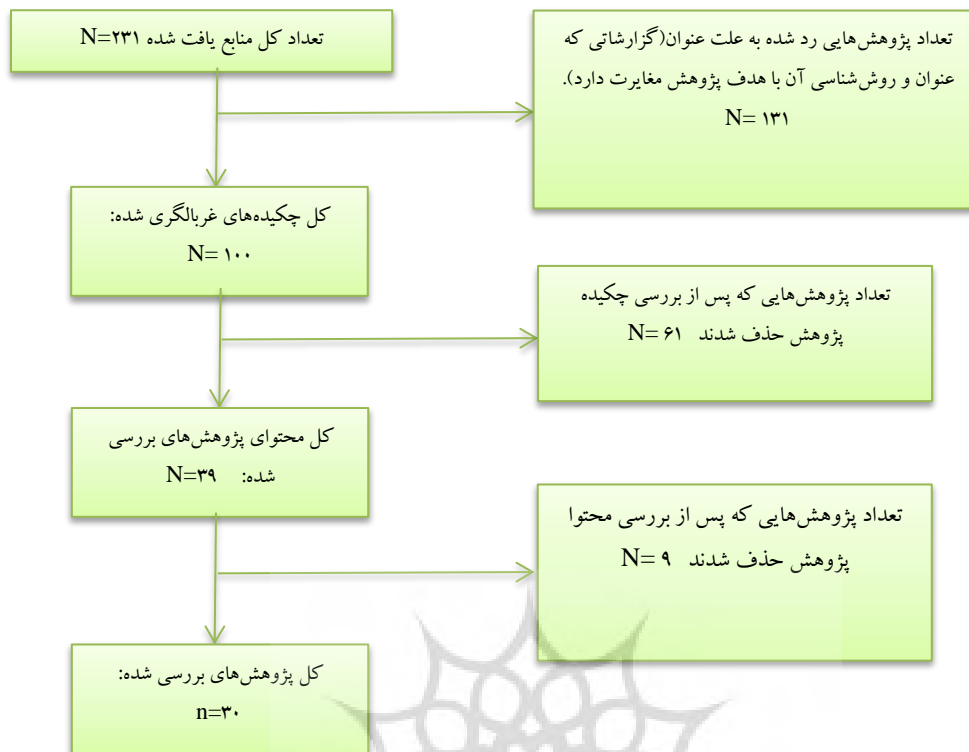 تعداد کل منابع یافت شده N=۲۳۱
تعداد پژوهش‌هایی رد شده به علت عنوان(گزارشاتی که
عنوان و روش‌شناسی آن با هدف پژوهش مغایرت دارد).
N= ۱۳۱
کل چکیده‌های غربالگری شده:
N= ۱۰۰
تعداد پژوهش‌هایی که پس از بررسی چکیده
پژوهش حذف شدند N= ۶۱
کل محتوای پژوهش‌های بررسی
شده: N=۳۹
تعداد پژوهش‌هایی که پس از بررسی محتوا
پژوهش حذف شدند N= ۹
کل پژوهش‌های بررسی شده:
n=۳۰